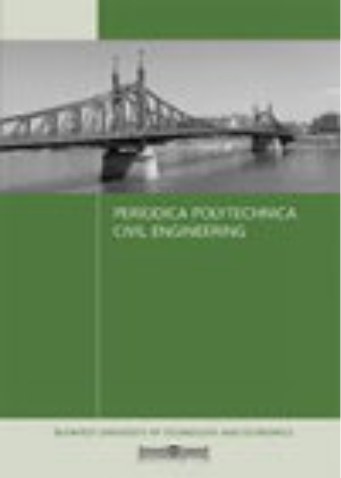 PERIODICA POLYTECHNICA
CIVIL ENGINEERING
BUDAPEST UNIVERSITY OF TECHNOLOGY AND ECONOMICS